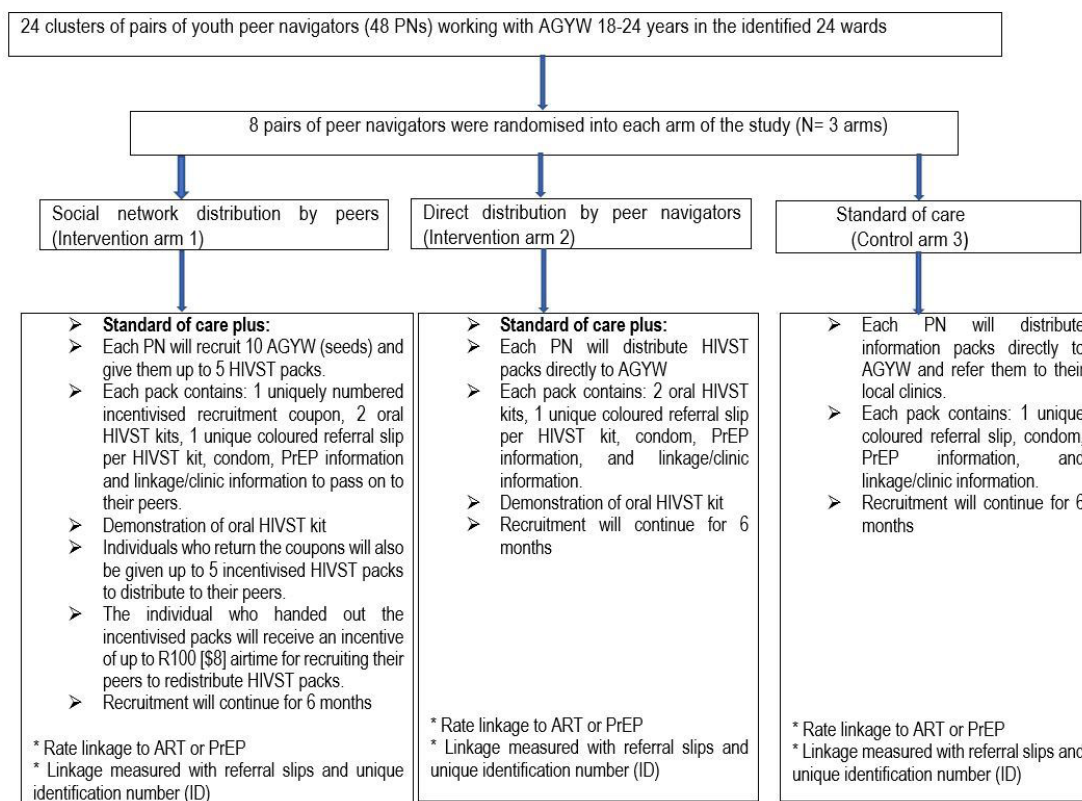 24 clusters of pairs of youth peer navigators (48 PNs) working with AGYW 18-24 years in the identified 24 wards
8 pairs of peer navigators were randomised into each arm of the study (N= 3 arms)
Social network distribution by peers
(Intervention arm 1)
Direct distribution by peer navigators
(Intervention arm 2)
Standard of care
(Control arm 3)
➢ Standard of care plus:
➢ Each PN will recruit 10 AGYW (seeds) and
give them up to 5 HIVST packs.
➢ Each pack contains: 1 uniquely numbered
incentivised recruitment coupon, 2 oral
HIVST kits, 1 unique coloured referral slip
per HIVST kit, condom, PrEP information
and linkage/clinic information to pass on to
their peers.
➢ Demonstration of oral HIVST kit
➢ Individuals who return the coupons will also
be given up to 5 incentivised HIVST packs
to distribute to their peers.
➢ The individual who handed out the
incentivised packs will receive an incentive
of up to R100 [$8] airtime for recruiting their
peers to redistribute HIVST packs.
➢ Recruitment will continue for 6 months
* Rate linkage to ART or PrEP
* Linkage measured with referral slips and unique
identification number (ID)
➢ Standard of care plus:
➢ Each PN will distribute HIVST
packs directly to AGYW
➢ Each pack contains: 2 oral HIVST
kits, 1 unique coloured referral slip
per HIVST kit, condom, PrEP
information, and linkage/clinic
information.
➢ Demonstration of oral HIVST kit
➢ Recruitment will continue for 6
months
* Rate linkage to ART or PrEP
* Linkage measured with referral slips and
unique identification number (ID)
➢ Each PN will distribute
information packs directly to
AGYW and refer them to their
local clinics.
➢ Each pack contains: 1 unique
coloured referral slip, condom,
PrEP information, and
linkage/clinic information.
➢ Recruitment will continue for 6
months
* Rate linkage to ART or PrEP
* Linkage measured with referral slips and
unique identification number (ID)